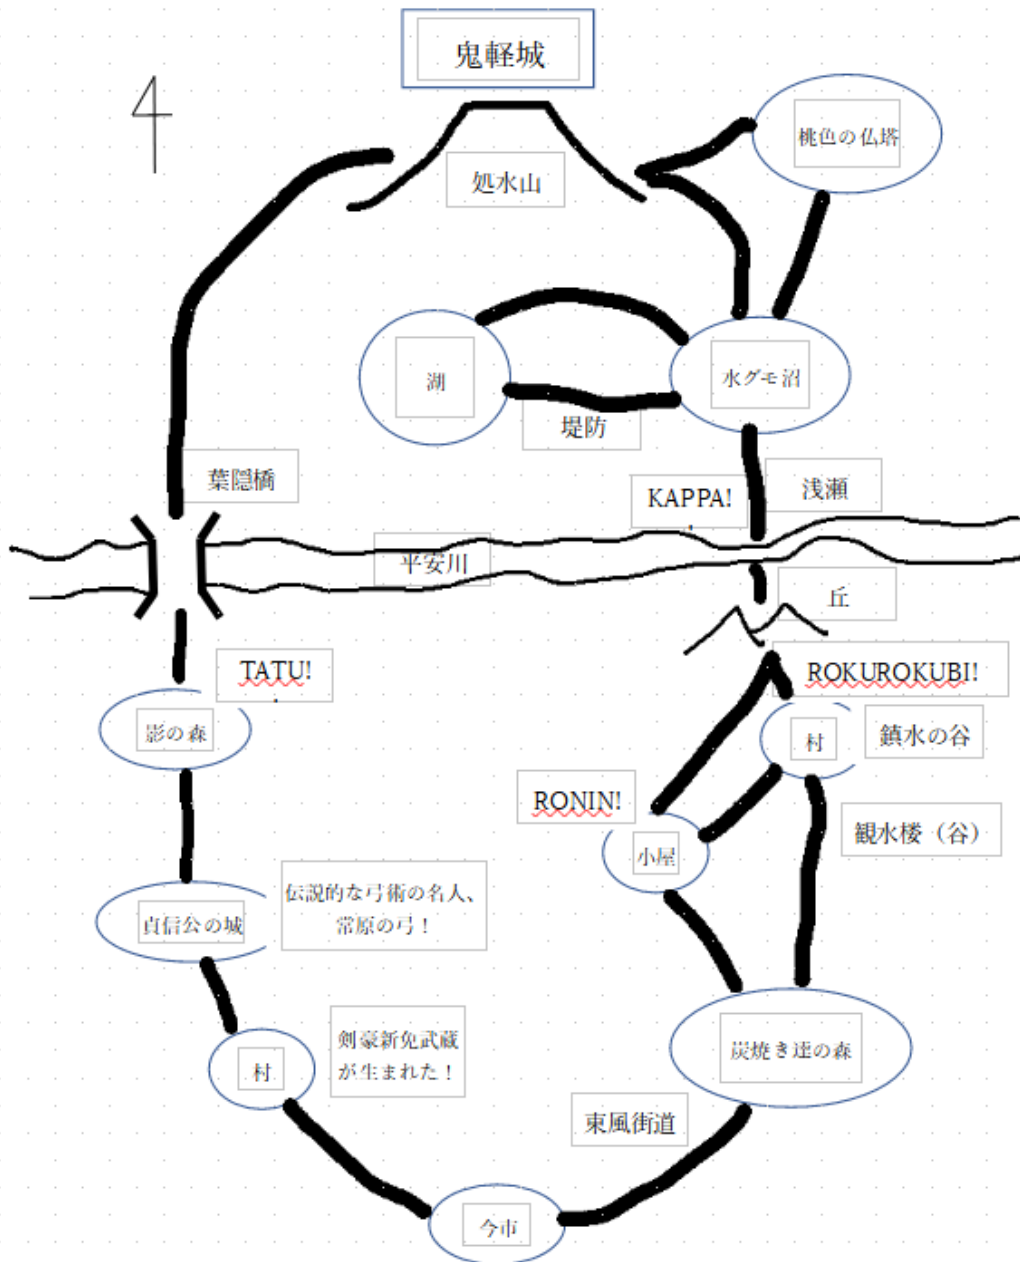 鬼軽城
桃色の仏塔
処水山
湖
水グモ沼
堤防
葉隠橋
KAPPA!
浅瀬
平安川
丘
TATU!
ROKUROKUBI!
影の森
村
鎮水の谷
RONIN!
小屋
観水楼（谷）
貞信公の城
伝説的な弓術の名人、
常原の弓！
剣豪新免武蔵
が生まれた！
村
炭焼き達の森
東風街道
今市